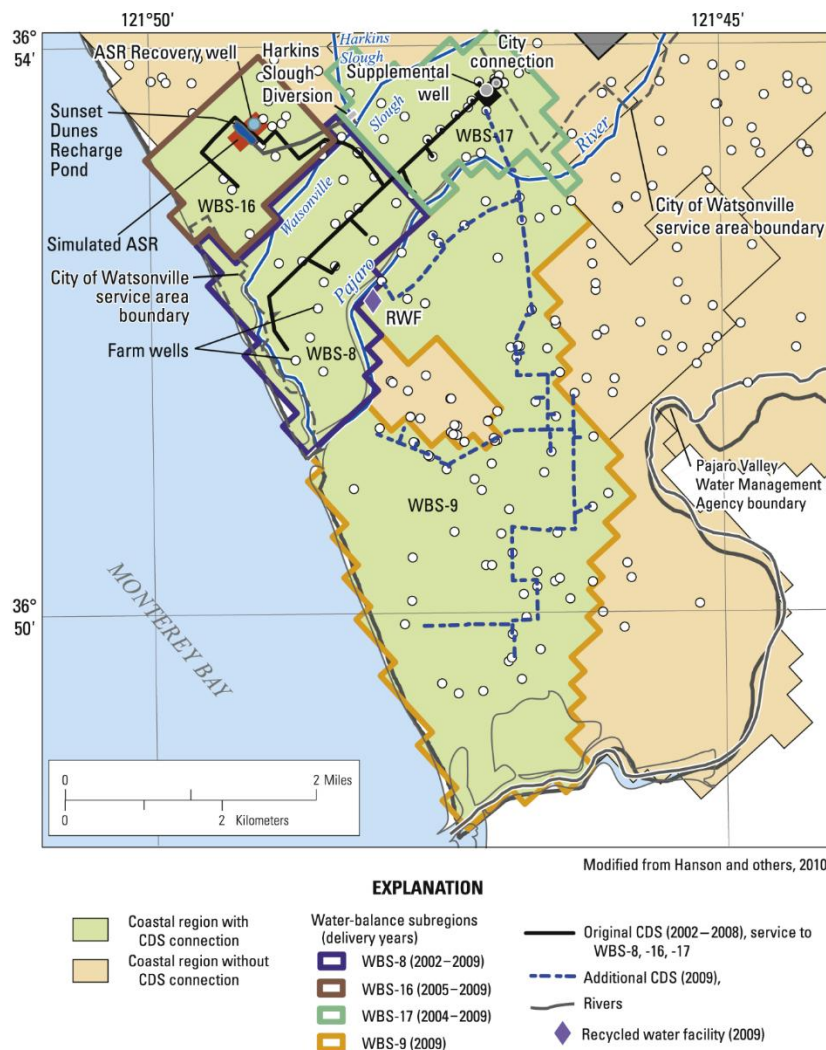 121°50'
121°45'
36°
54'
ASR Recovery well
Harkins
Slough
Diversion
Harkins
Slough
City
connection
Supplemental
well
Slough
WBS-17
River
Sunset
Dunes
Recharge
Pond
WBS-16
Watsonville
City of Watsonville
service area
boundary
Simulated ASR
City of Watsonville
service area
boundary
Pajaro
RWF
Farm wells
WBS-8
Pajaro Valley
Water Management
Agency boundary
WBS-9
MONTEREY BAY
36°
50'
0
2 Miles
0
2
Kilometers
Modified from Hanson and others, 2010
EXPLANATION
Coastal region with
CDS connection
Coastal region without
CDS connection
Water-balance subregions
(delivery years)
WBS-8 (2002–2009)
WBS-16 (2005–2009)
WBS-17 (2004–2009)
WBS-9 (2009)
Original CDS (2002–2008), service to
WBS-8, -16, -17
Additional CDS (2009),
Rivers
Recycled water facility (2009)